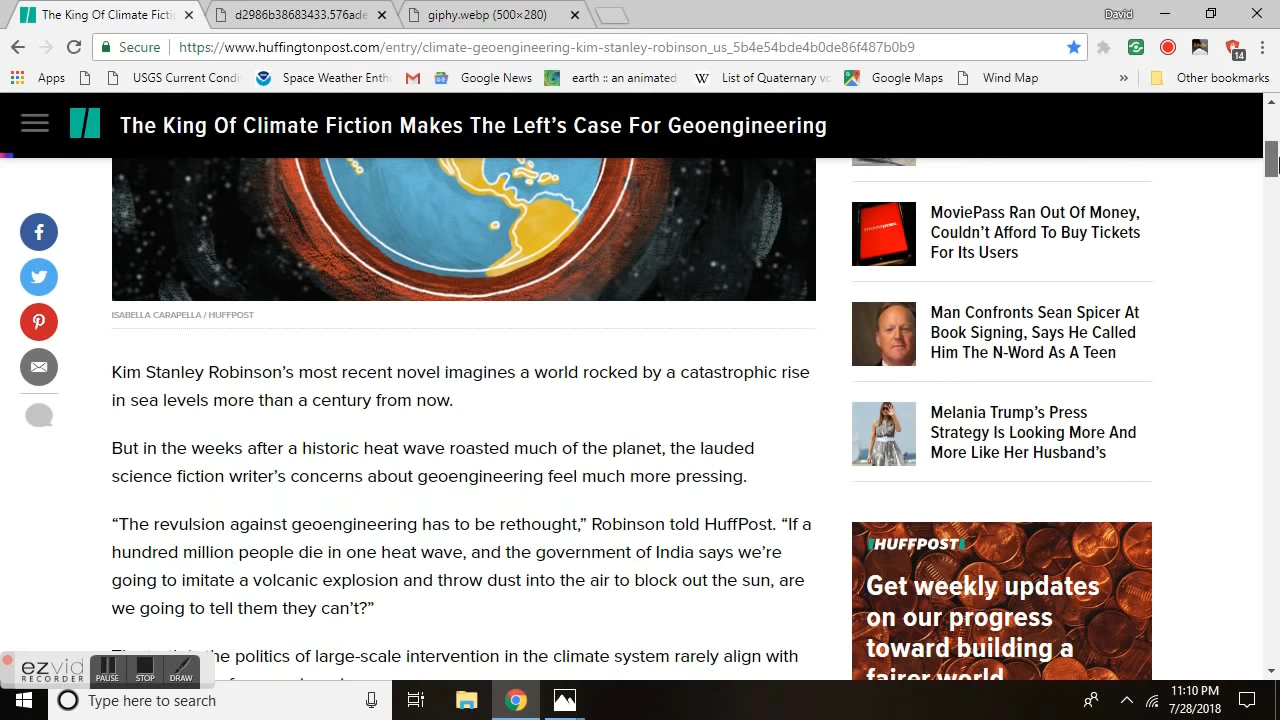 The King Of Climate Fictio
d2986b38683433.576ade
giphy.webp (500×280)
David
Secure
https://www.huffingtonpost.com/entry/climate-geoengineering-kim-stanley-robinson_us_5b4e54bde4b0de86f487b0b9
14
Apps
USGS Current Condi
Space Weather Enth
Google News
earth :: an animated
List of Quaternary vo
Google Maps
Wind Map
»
Other bookmarks
The King Of Climate Fiction Makes The Left's Case For Geoengineering
MoviePass Ran Out Of Money,
Couldn't Afford To Buy Tickets
For Its Users
ISABELLA CARAPELLA / HUFFPOST
Man Confronts Sean Spicer At
Book Signing, Says He Called
Him The N-Word As A Teen
Kim Stanley Robinson's most recent novel imagines a world rocked by a catastrophic rise
in sea levels more than a century from now.
Melania Trump's Press
Strategy Is Looking More And
More Like Her Husband's
But in the weeks after a historic heat wave roasted much of the planet, the lauded
science fiction writer's concerns about geoengineering feel much more pressing.
“The revulsion against geoengineering has to be rethought,” Robinson told HuffPost. “If a
hundred million people die in one heat wave, and the government of India says we're
going to imitate a volcanic explosion and throw dust into the air to block out the sun, are
we going to tell them they can't?”
HUFFPOST
Get weekly updates
on our progress
toward building a
fairer world
the politics of large-scale intervention in the climate system rarely align with
ezvid
RECORDER
PAUSE
STOP
DRAW
Type here to search
11:10 PM
7/28/2018